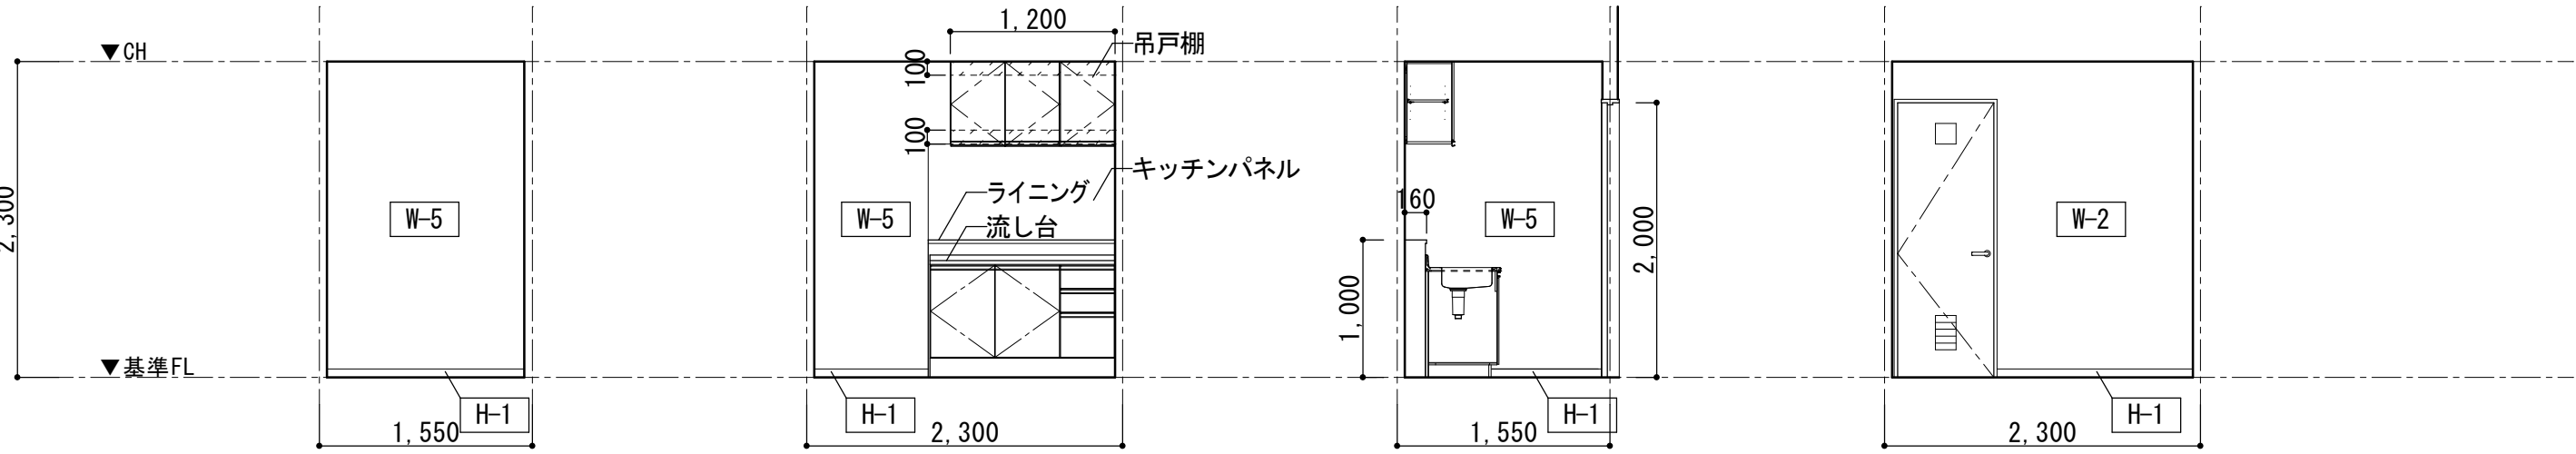 1,200
▼CH
吊戸棚
100
100
キッチンパネル
ライニング
流し台
160
2,300
W-5
W-5
W-5
W-2
2,000
1,000
▼基準FL
H-1
H-1
H-1
H-1
1,550
2,300
1,550
2,300